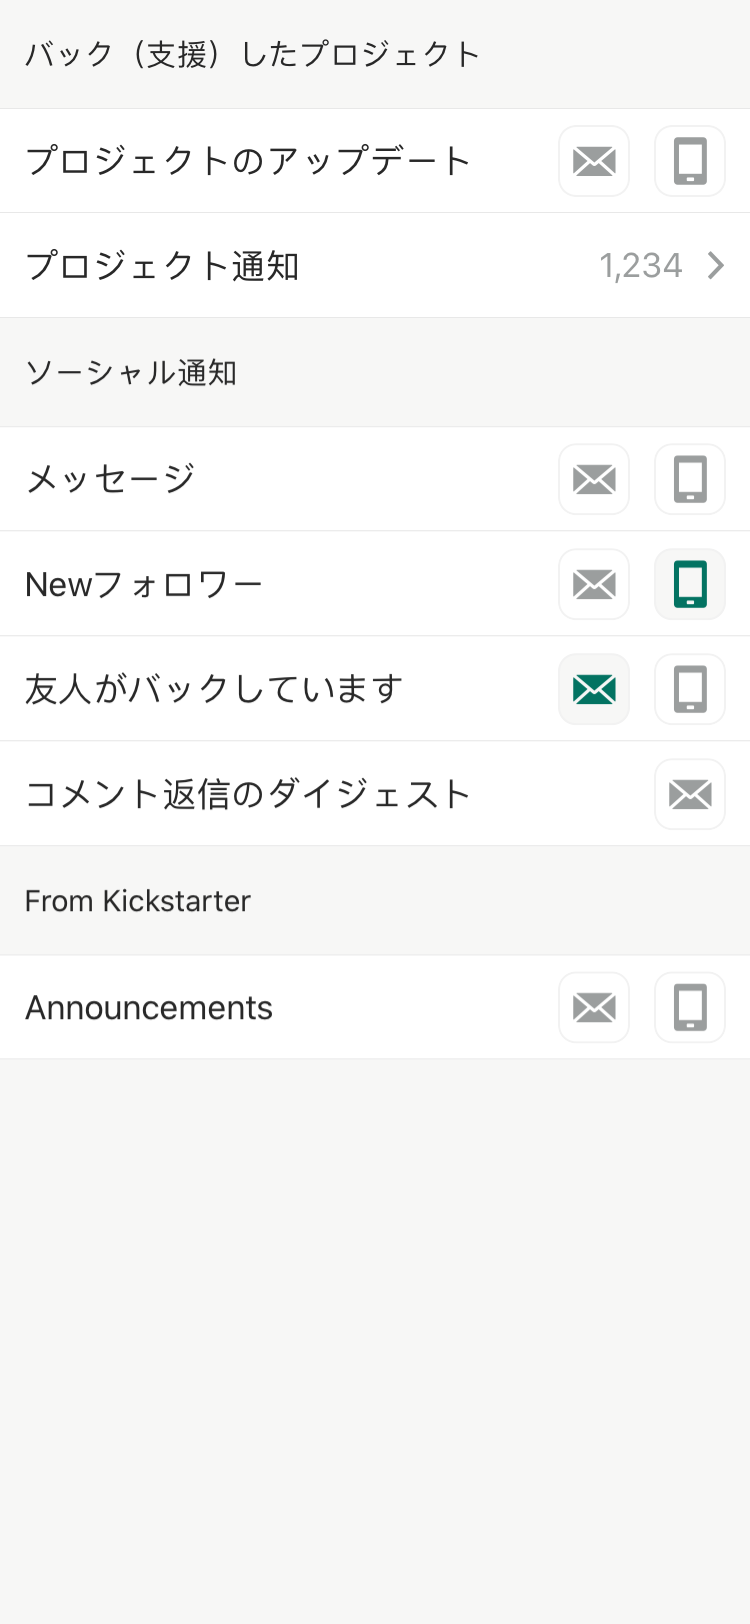 バック（支援）したプロジェクト
プロジェクトのアップデート
プロジェクト通知 1,234
ソーシャル通知
メッセージ
Newフォロワー
友人がバックしています
コメント返信のダイジェスト
From Kickstarter
Announcements